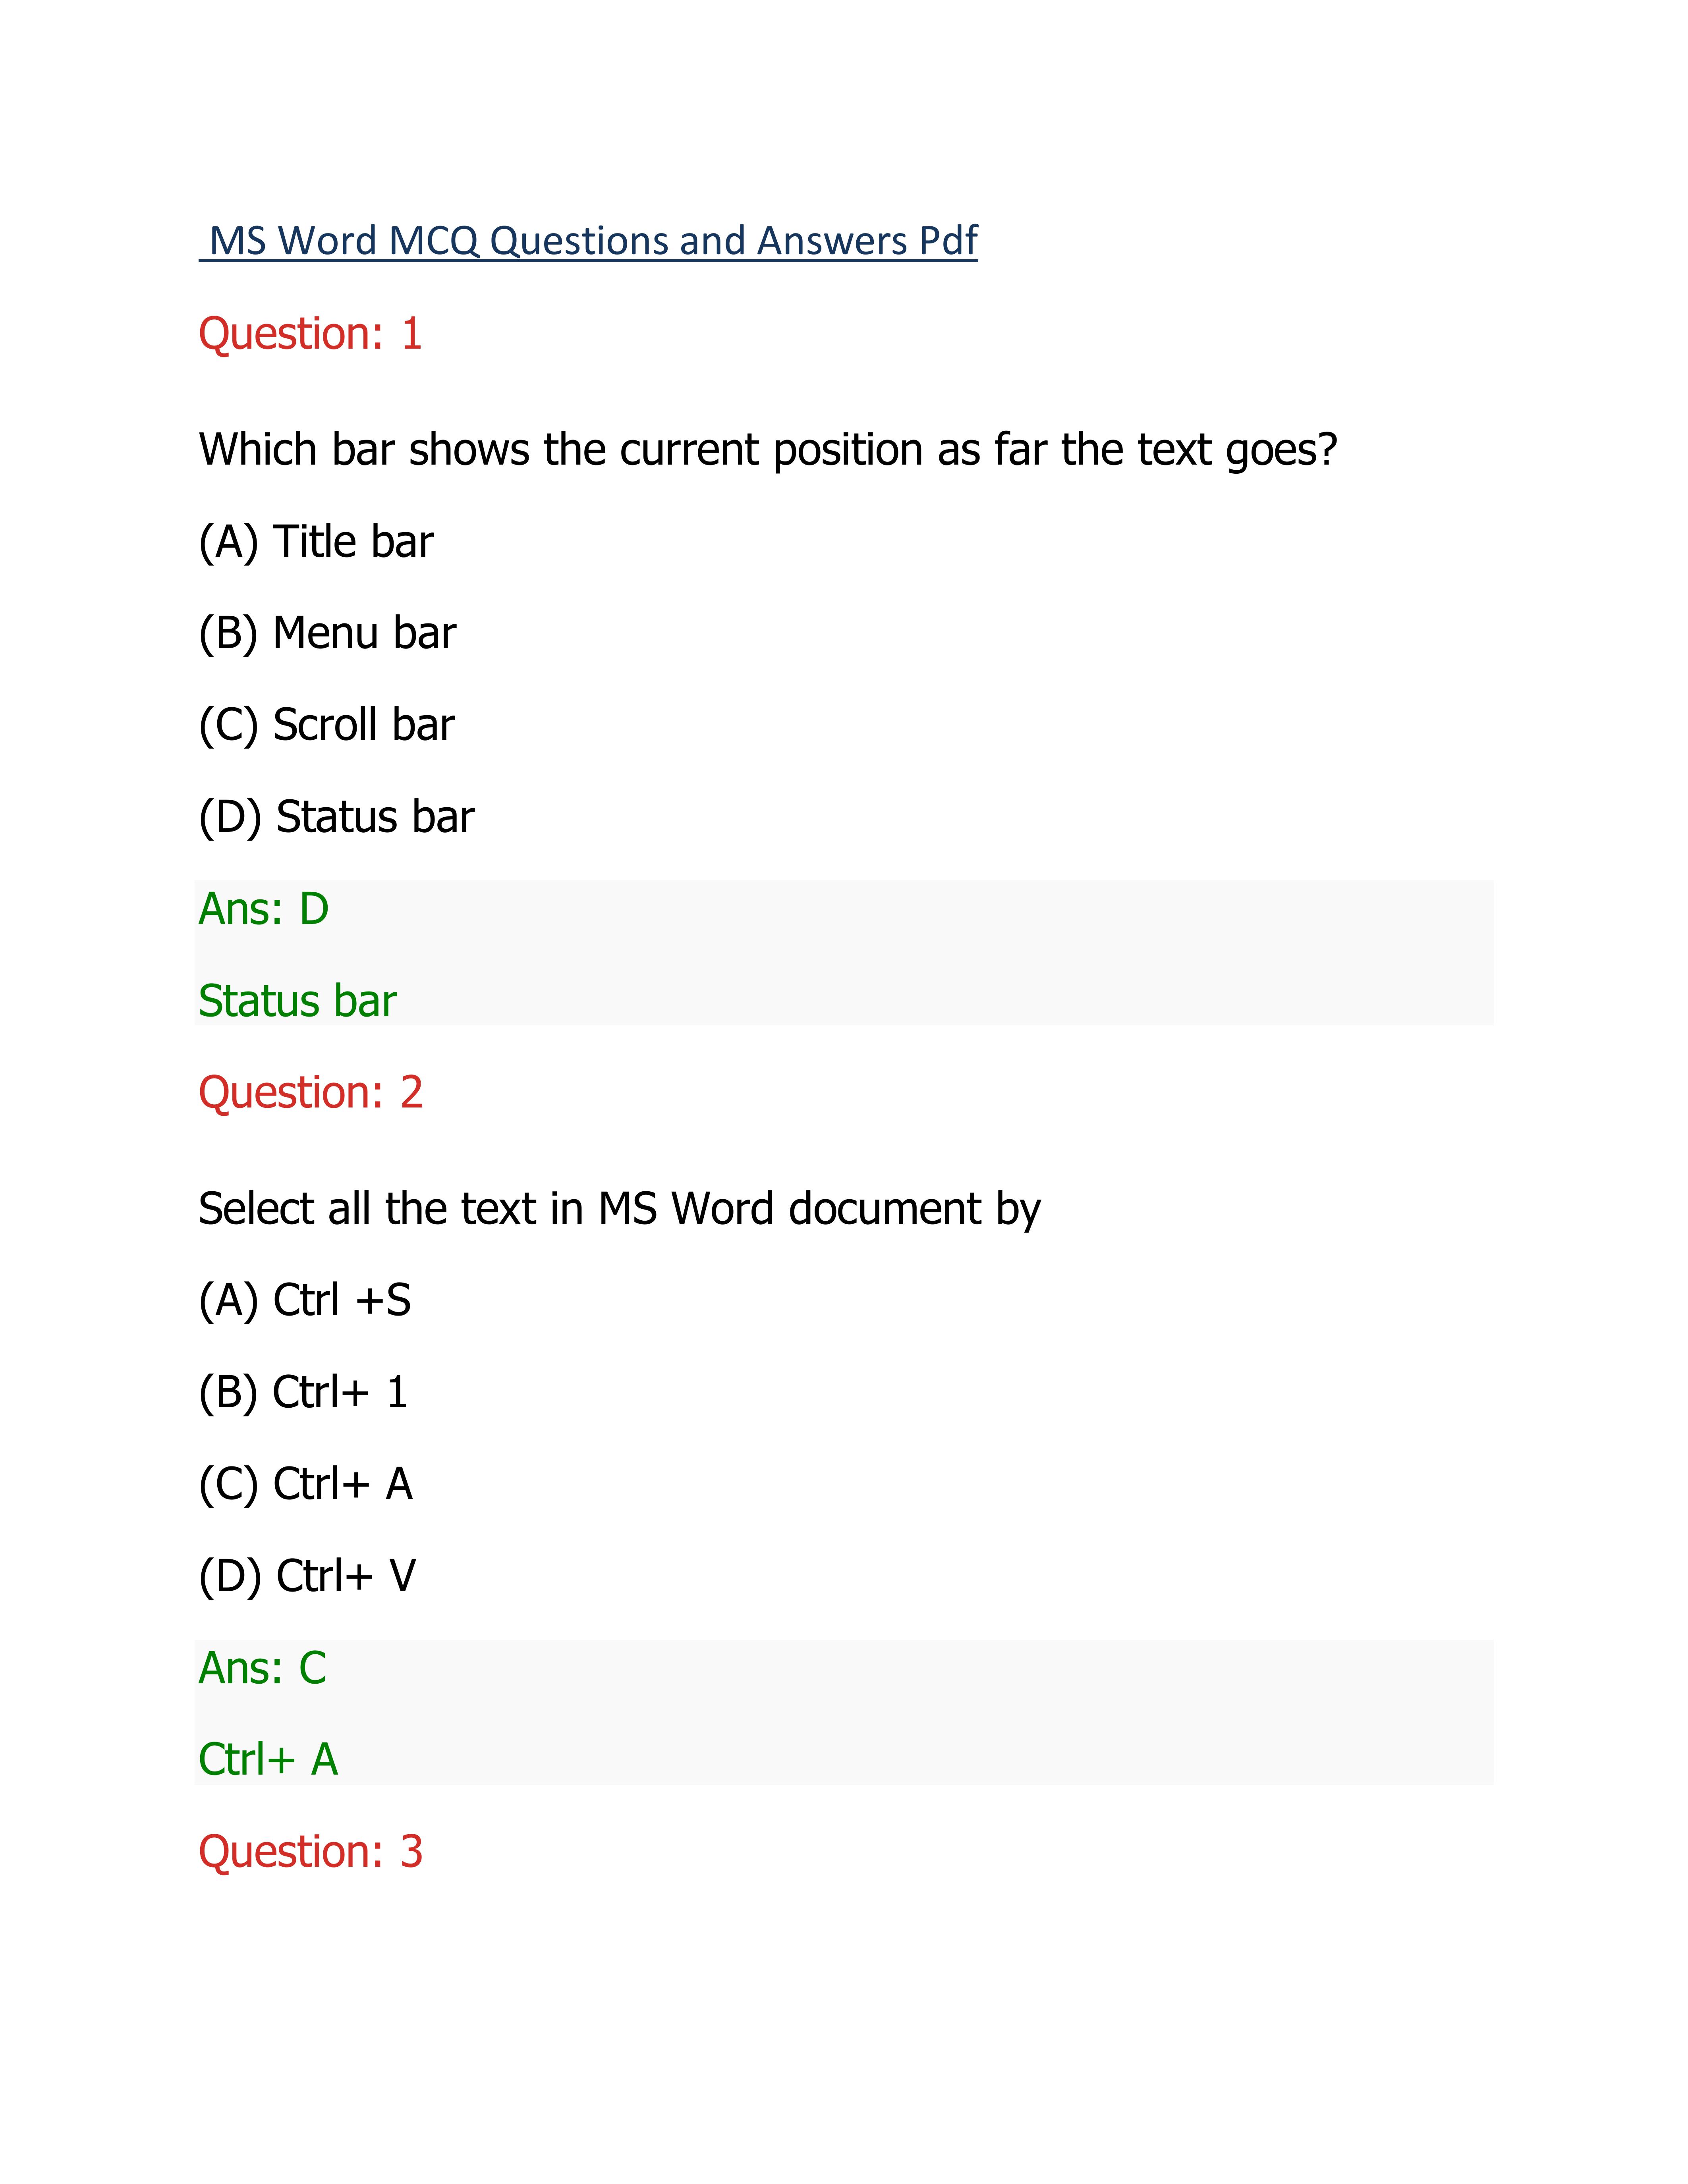 MS Word MCQ Questions and Answers Pdf
Question: 1
Which bar shows the current position as far the text goes?
(A) Title bar
(B) Menu bar
(C) Scroll bar
(D) Status bar
Ans: D
Status bar
Question: 2
Select all the text in MS Word document by
(A) Ctrl +S
(B) Ctrl+ 1
(C) Ctrl+ A
(D) Ctrl+ V
Ans: C
Ctrl+ A
Question: 3